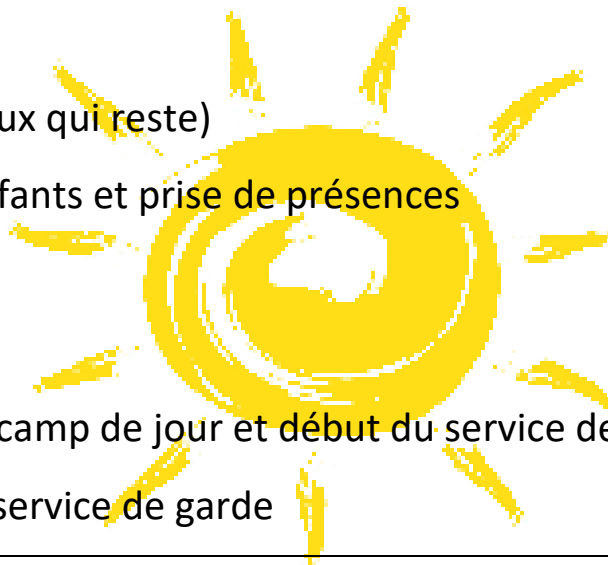 ux qui reste)
fants et prise de présences
camp de jour et début du service de
service de garde